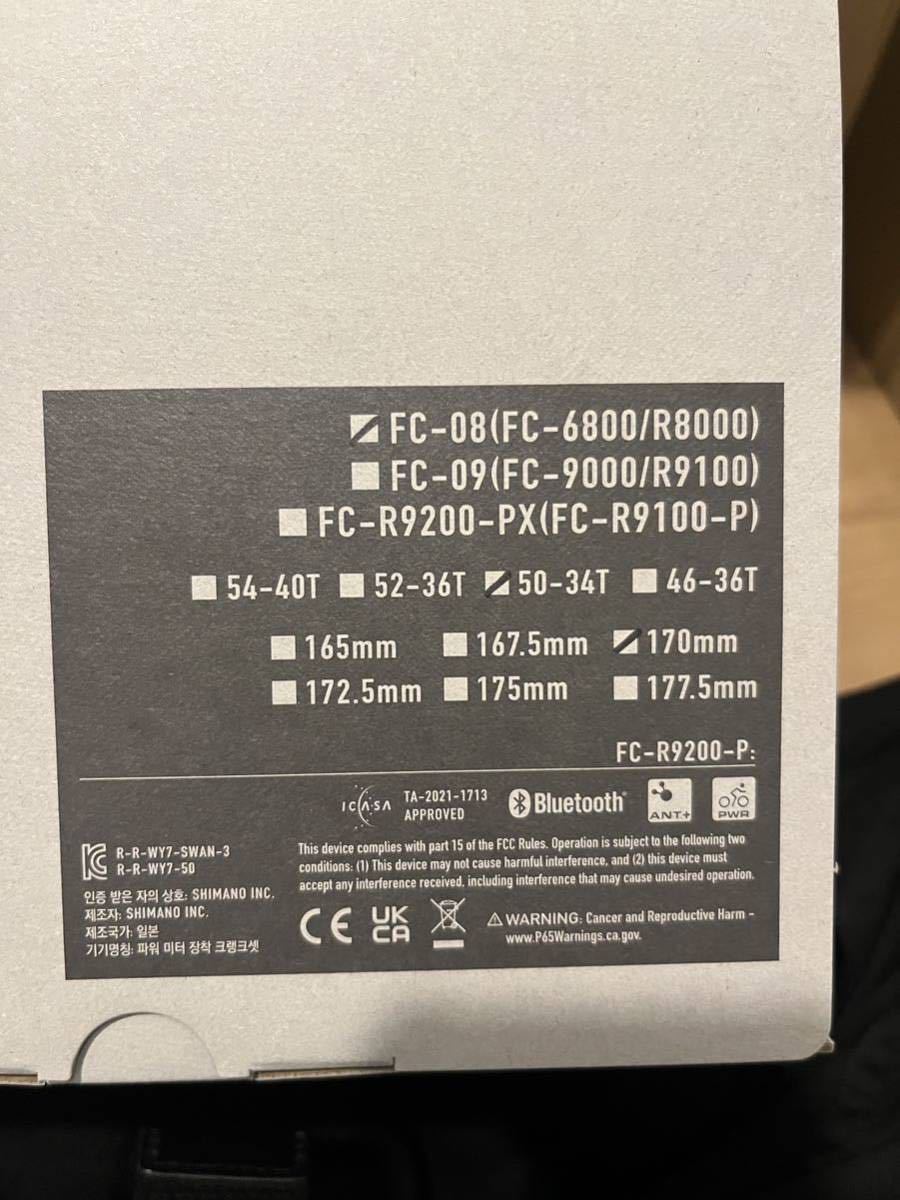 FC-08(FC-6800/R8000)
FC-09(FC-9000/R9100)
FC-R9200-PX(FC-R9100-P)
54-40T 52-36T 50-34T 46-36T
165mm 167.5mm 170mm
172.5mm 175mm 177.5mm
FC-R9200-P:
ICASA TA-2021-1713 APPROVED Bluetooth® ANT+ PWR
R-R-WY7-SWAN-3
R-R-WY7-50
인증 받은 자의 상호: SHIMANO INC.
제조자: SHIMANO INC.
제조국가: 일본
기기명칭: 파워 미터 장착 크랭크셋
This device complies with part 15 of the FCC Rules. Operation is subject to the following two
conditions: (1) This device may not cause harmful interference, and (2) this device must
accept any interference received, including interference that may cause undesired operation.
CE UK CA ⚠ WARNING: Cancer and Reproductive Harm -
www.P65Warnings.ca.gov.